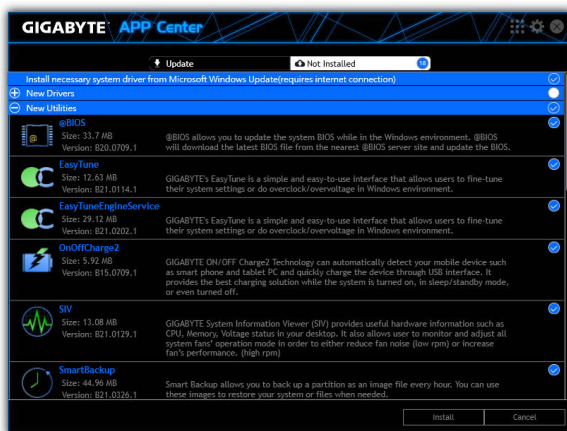 GIGABYTE APP Center
Update
Not Installed
18
Install necessary system driver from Microsoft Windows Update(requires internet connection)
New Drivers
New Utilities
@BIOS
Size: 33.7 MB
Version: B20.0709.1
@BIOS allows you to update the system BIOS while in the Windows environment. @BIOS
will download the latest BIOS file from the nearest @BIOS server site and update the BIOS.
EasyTune
Size: 12.63 MB
Version: B21.0114.1
GIGABYTE's EasyTune is a simple and easy-to-use interface that allows users to fine-tune
their system settings or do overclock/overvoltage in Windows environment.
EasyTuneEngineService
Size: 29.12 MB
Version: B21.0202.1
GIGABYTE's EasyTune is a simple and easy-to-use interface that allows users to fine-tune
their system settings or do overclock/overvoltage in Windows environment.
OnOffCharge2
Size: 5.92 MB
Version: B15.0709.1
GIGABYTE ON/OFF Charge2 Technology can automatically detect your mobile device such
as smart phone and tablet PC and quickly charge the device through USB interface. It
provides the best charging solution while the system is turned on, in sleep/standby mode,
or even turned off.
SIV
Size: 13.08 MB
Version: B21.0129.1
GIGABYTE System Information Viewer (SIV) provides useful hardware information such as
CPU, Memory, Voltage status in your desktop. It also allows user to monitor and adjust all
system fans' operation mode in order to either reduce fan noise (low rpm) or increase
fan's performance. (high rpm)
SmartBackup
Size: 44.96 MB
Version: B21.0326.1
Smart Backup allows you to back up a partition as an image file every hour. You can use
these images to restore your system or files when needed.
Install
Cancel